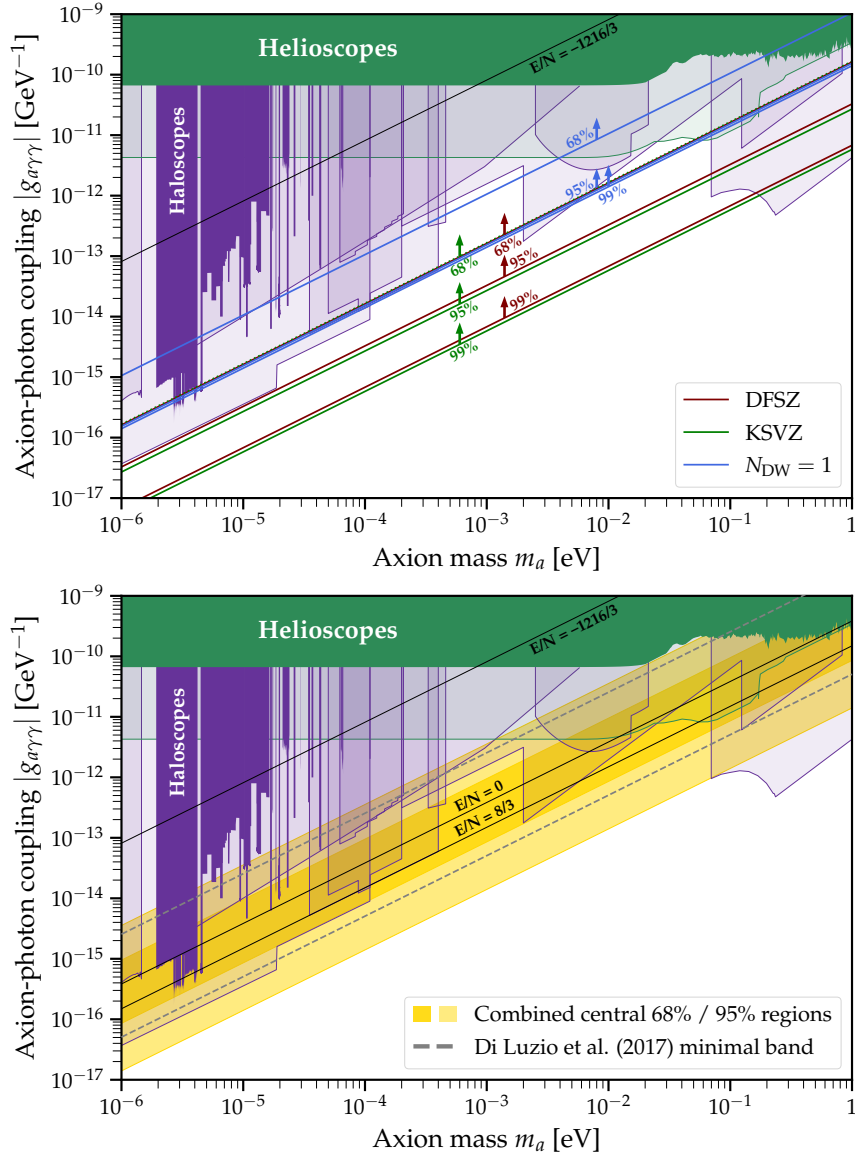 Axion-photon coupling |g_{aγγ}| [GeV⁻¹]
10⁻⁹
10⁻¹⁰
10⁻¹¹
10⁻¹²
10⁻¹³
10⁻¹⁴
10⁻¹⁵
10⁻¹⁶
10⁻¹⁷
Helioscopes
E/N = −1216/3
Haloscopes
68%
95%
99%
68%
68%
95%
95%
99%
99%
DFSZ
KSVZ
N_{DW} = 1
10⁻⁶ 10⁻⁵ 10⁻⁴ 10⁻³ 10⁻² 10⁻¹ 1
Axion mass m_a [eV]
Axion-photon coupling |g_{aγγ}| [GeV⁻¹]
10⁻⁹
10⁻¹⁰
10⁻¹¹
10⁻¹²
10⁻¹³
10⁻¹⁴
10⁻¹⁵
10⁻¹⁶
10⁻¹⁷
Helioscopes
E/N = −1216/3
Haloscopes
E/N = 0
E/N = 8/3
Combined central 68% / 95% regions
Di Luzio et al. (2017) minimal band
10⁻⁶ 10⁻⁵ 10⁻⁴ 10⁻³ 10⁻² 10⁻¹ 1
Axion mass m_a [eV]